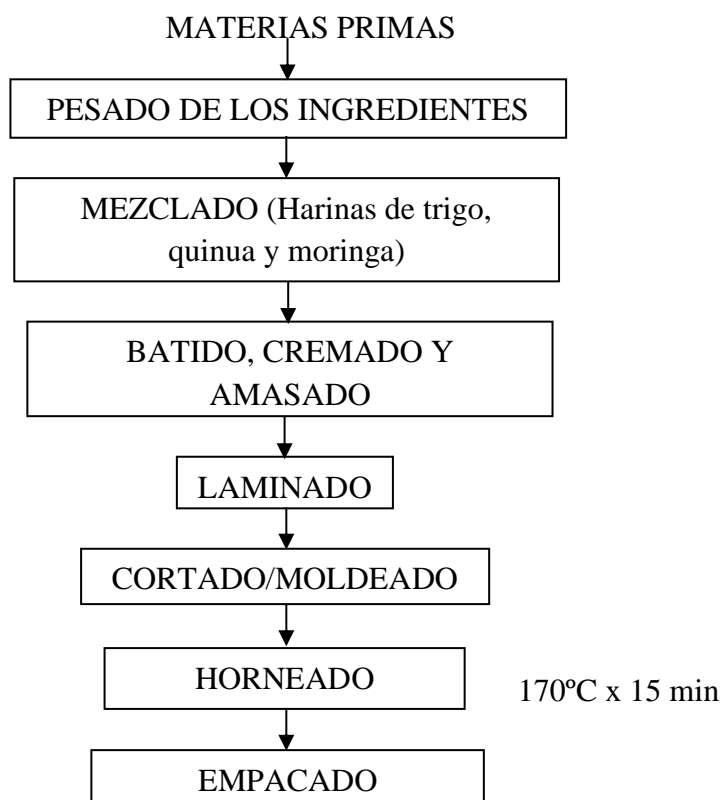 MATERIAS PRIMAS
PESADO DE LOS INGREDIENTES
MEZCLADO (Harinas de trigo,
quinua y moringa)
BATIDO, CREMADO Y
AMASADO
LAMINADO
CORTADO/MOLDEADO
HORNEADO
170ºC x 15 min
EMPACADO